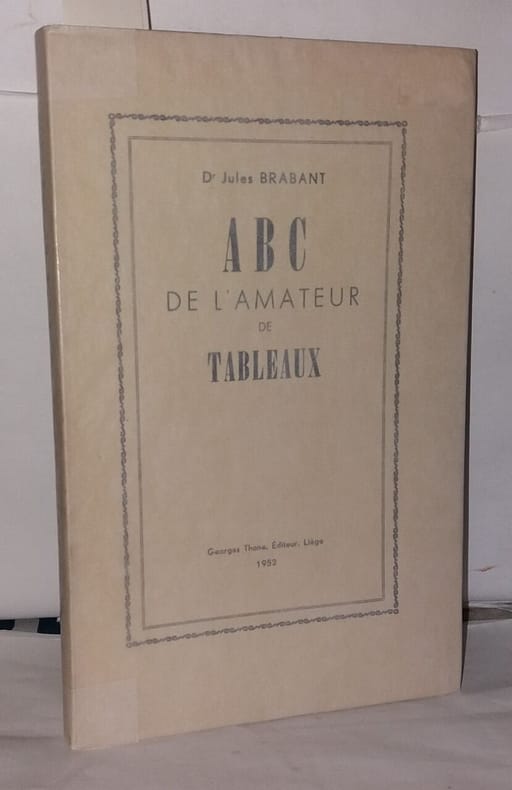 Dr Jules BRABANT
ABC
DE L'AMATEUR
DE
TABLEAUX
Georges Thone, Éditeur, Liège
1952